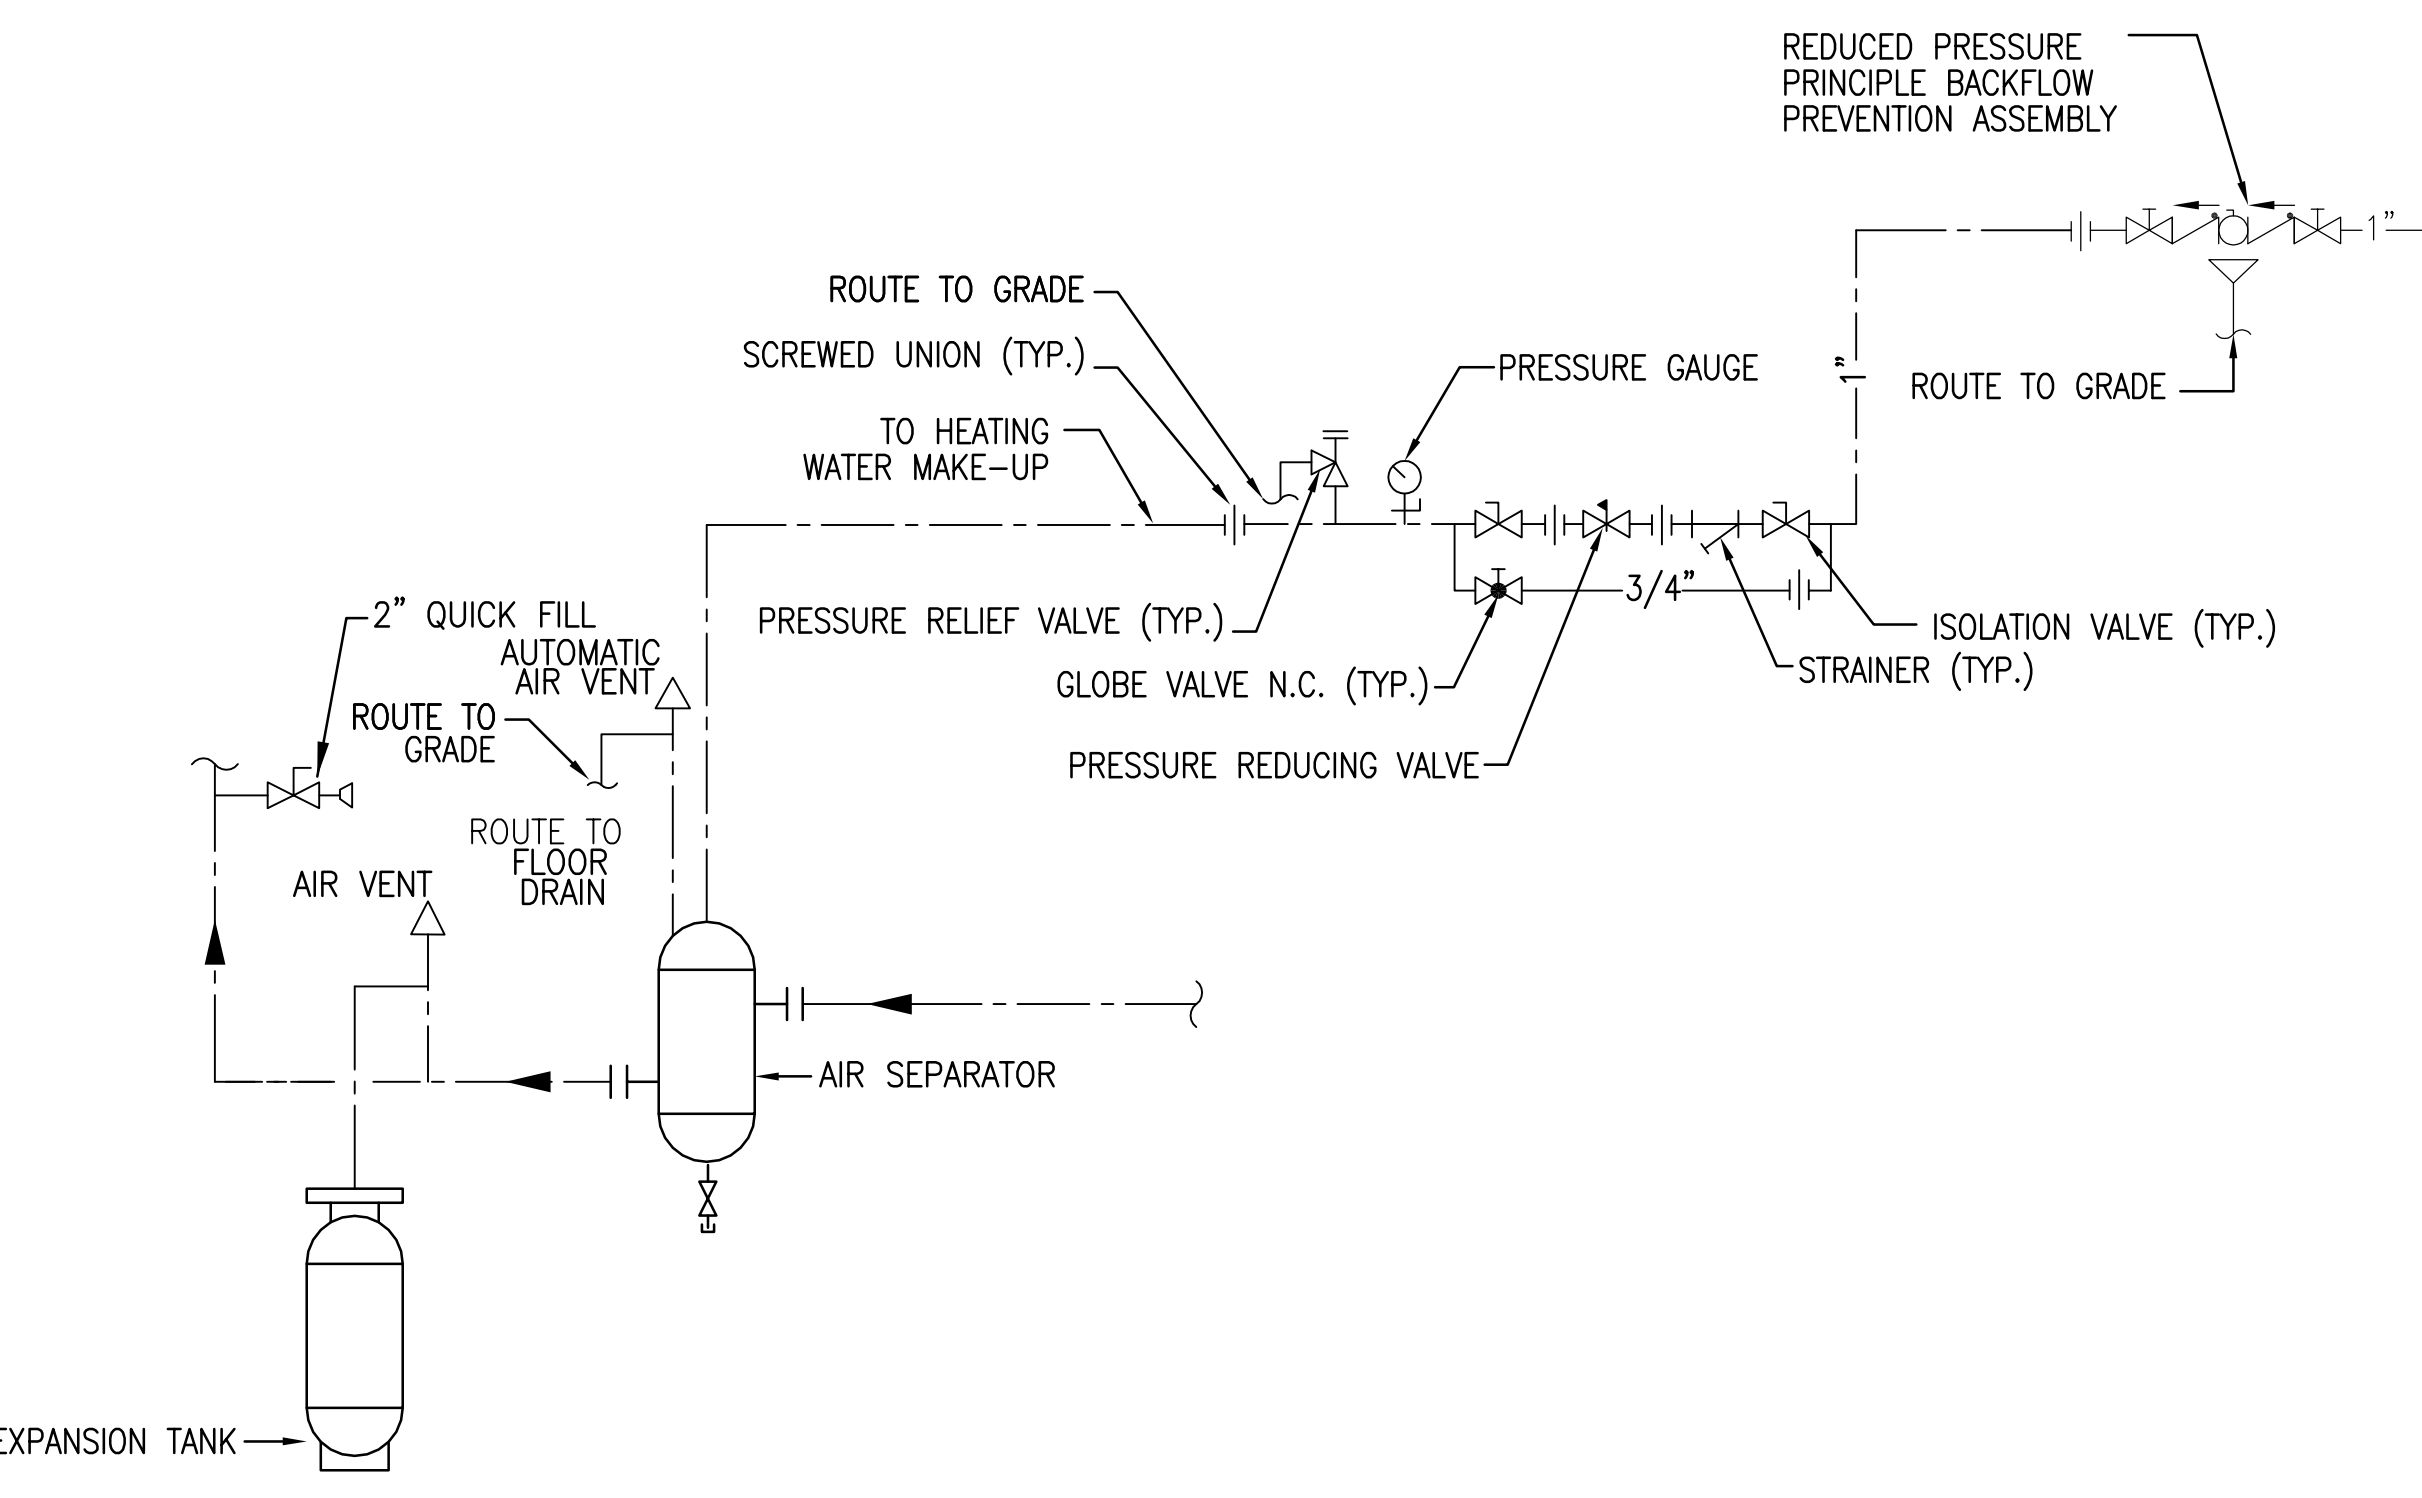 REDUCED PRESSURE
PRINCIPLE BACKFLOW
PREVENTION ASSEMBLY
1"
ROUTE TO GRADE
SCREWED UNION (TYP.)
PRESSURE GAUGE
1"
ROUTE TO GRADE
TO HEATING
WATER MAKE-UP
2" QUICK FILL
PRESSURE RELIEF VALVE (TYP.)
3/4"
ISOLATION VALVE (TYP.)
AUTOMATIC
AIR VENT
STRAINER (TYP.)
GLOBE VALVE N.C. (TYP.)
ROUTE TO
GRADE
PRESSURE REDUCING VALVE
ROUTE TO
FLOOR
DRAIN
AIR VENT
AIR SEPARATOR
EXPANSION TANK